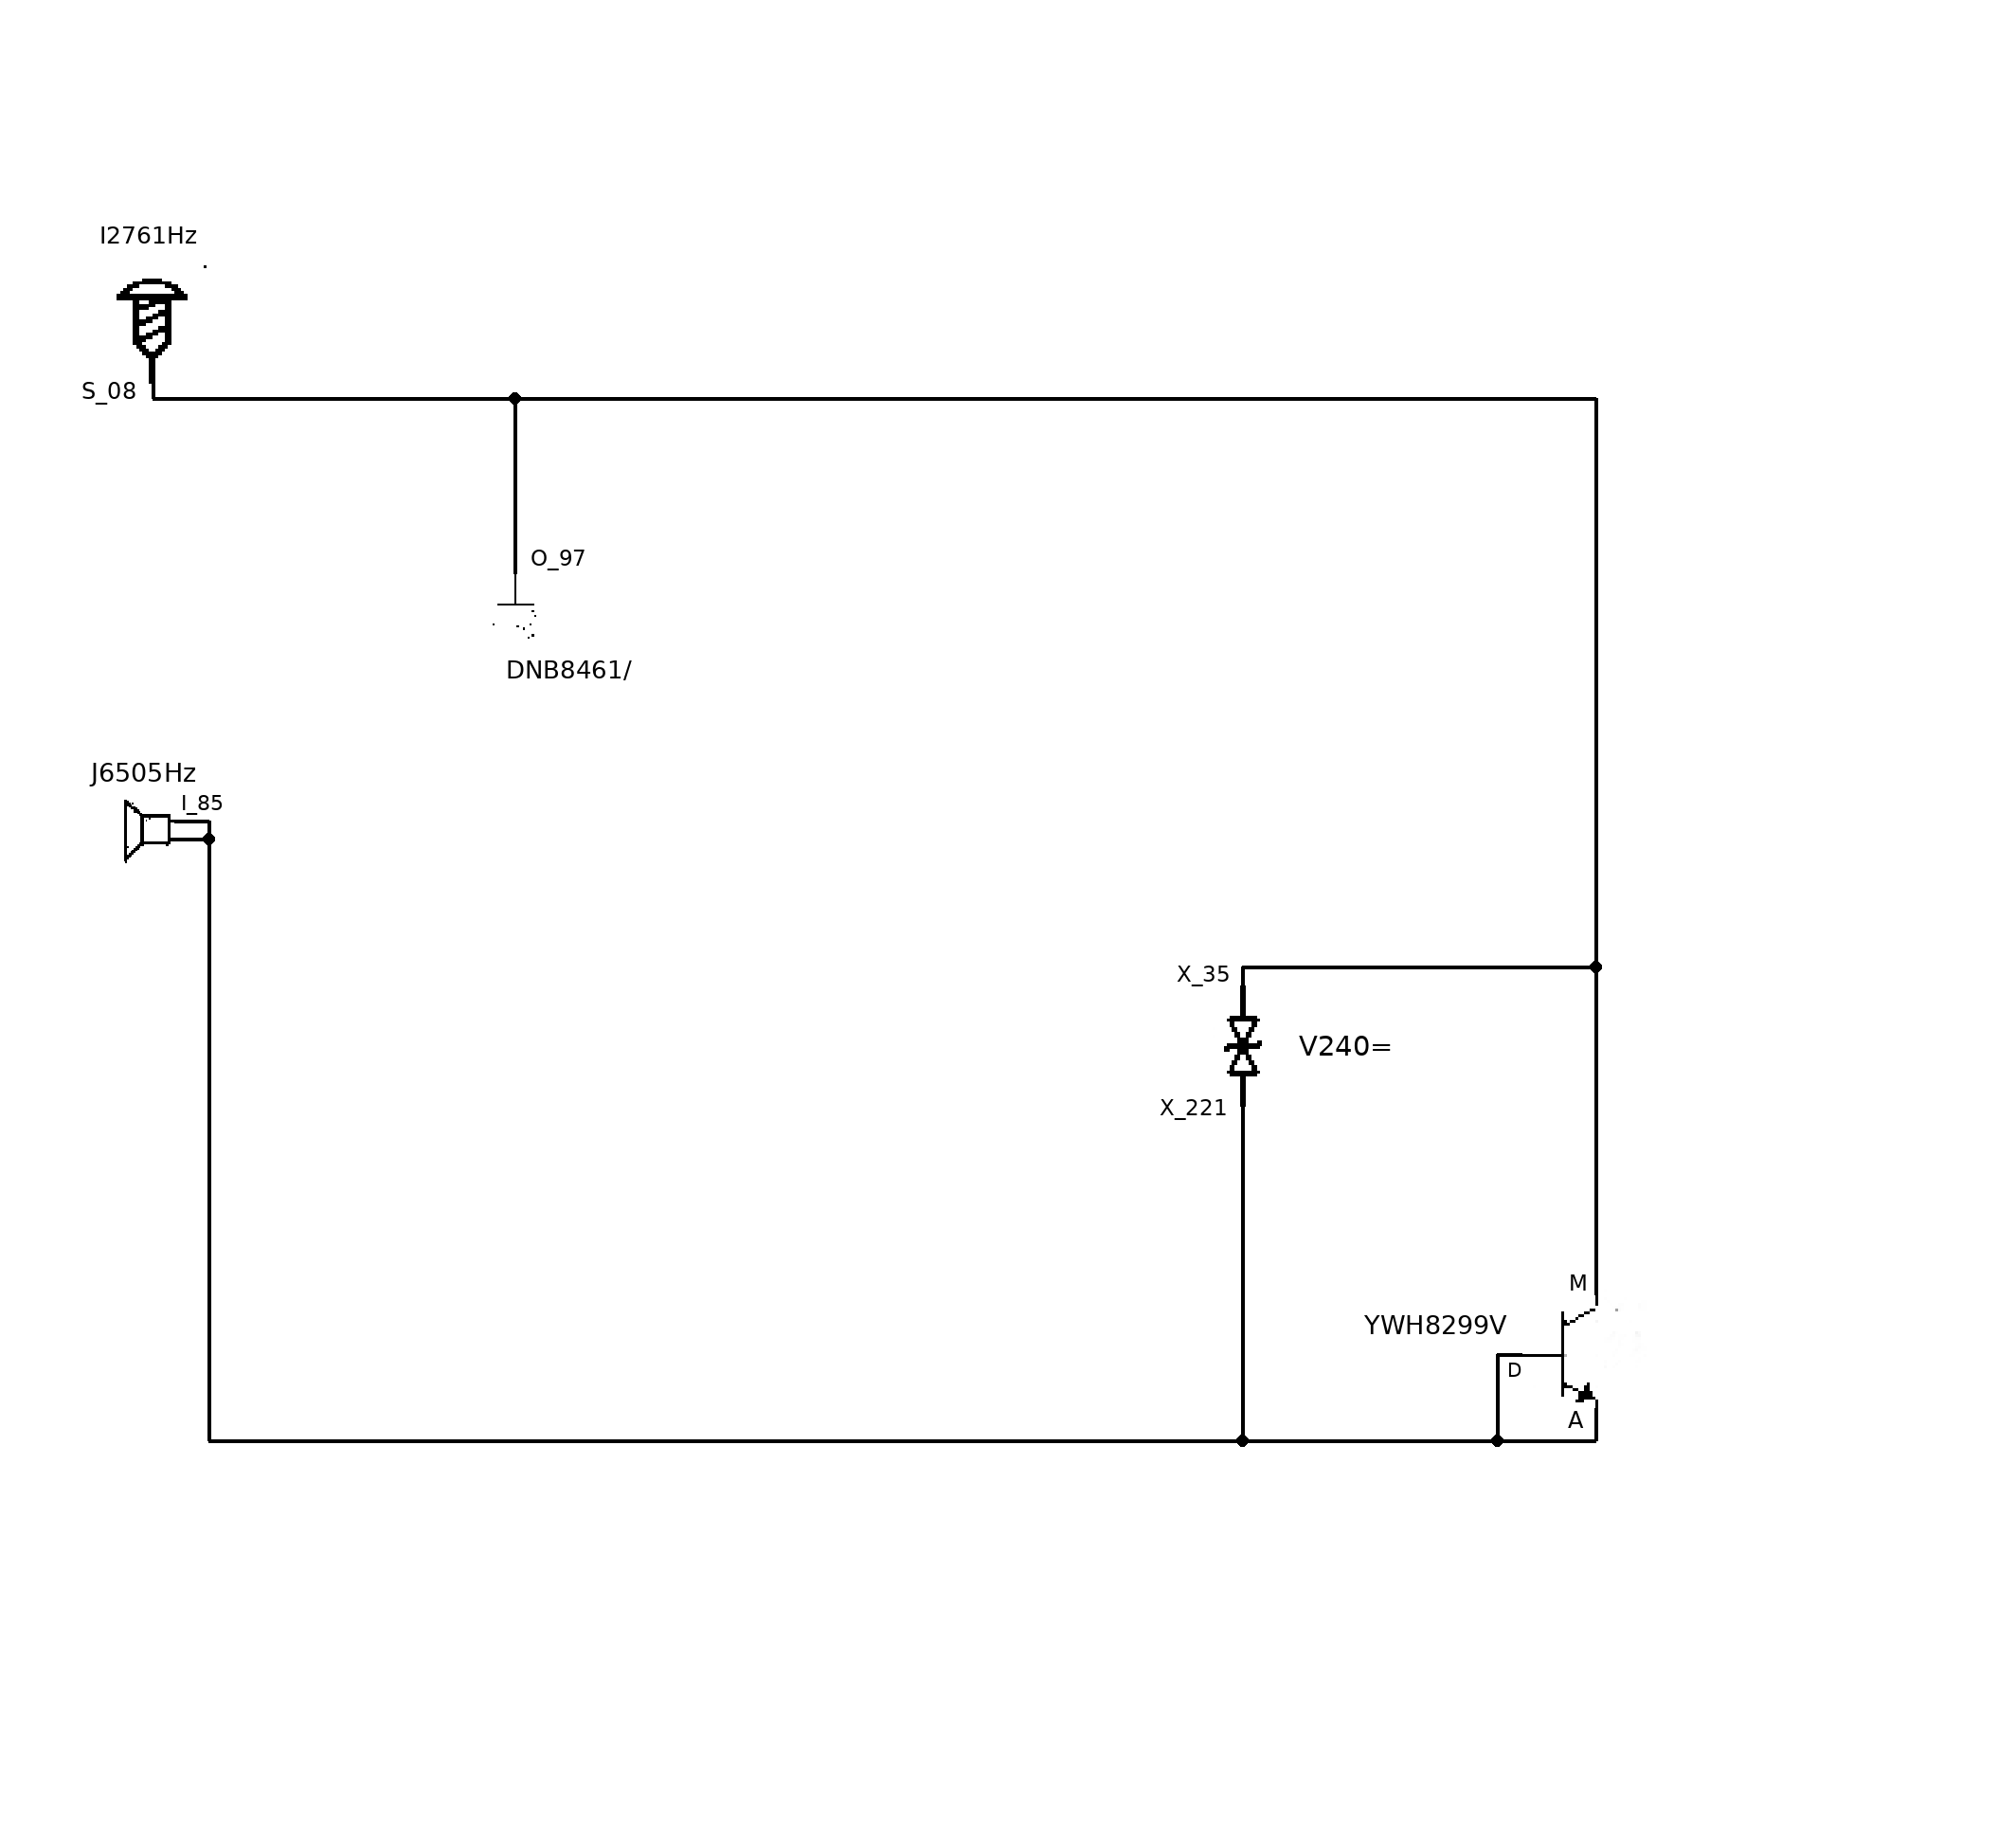 I2761Hz
S_08
O_97
DNB8461/
J6505Hz
I_85
X_35
V240=
X_221
M
YWH8299V
D
A